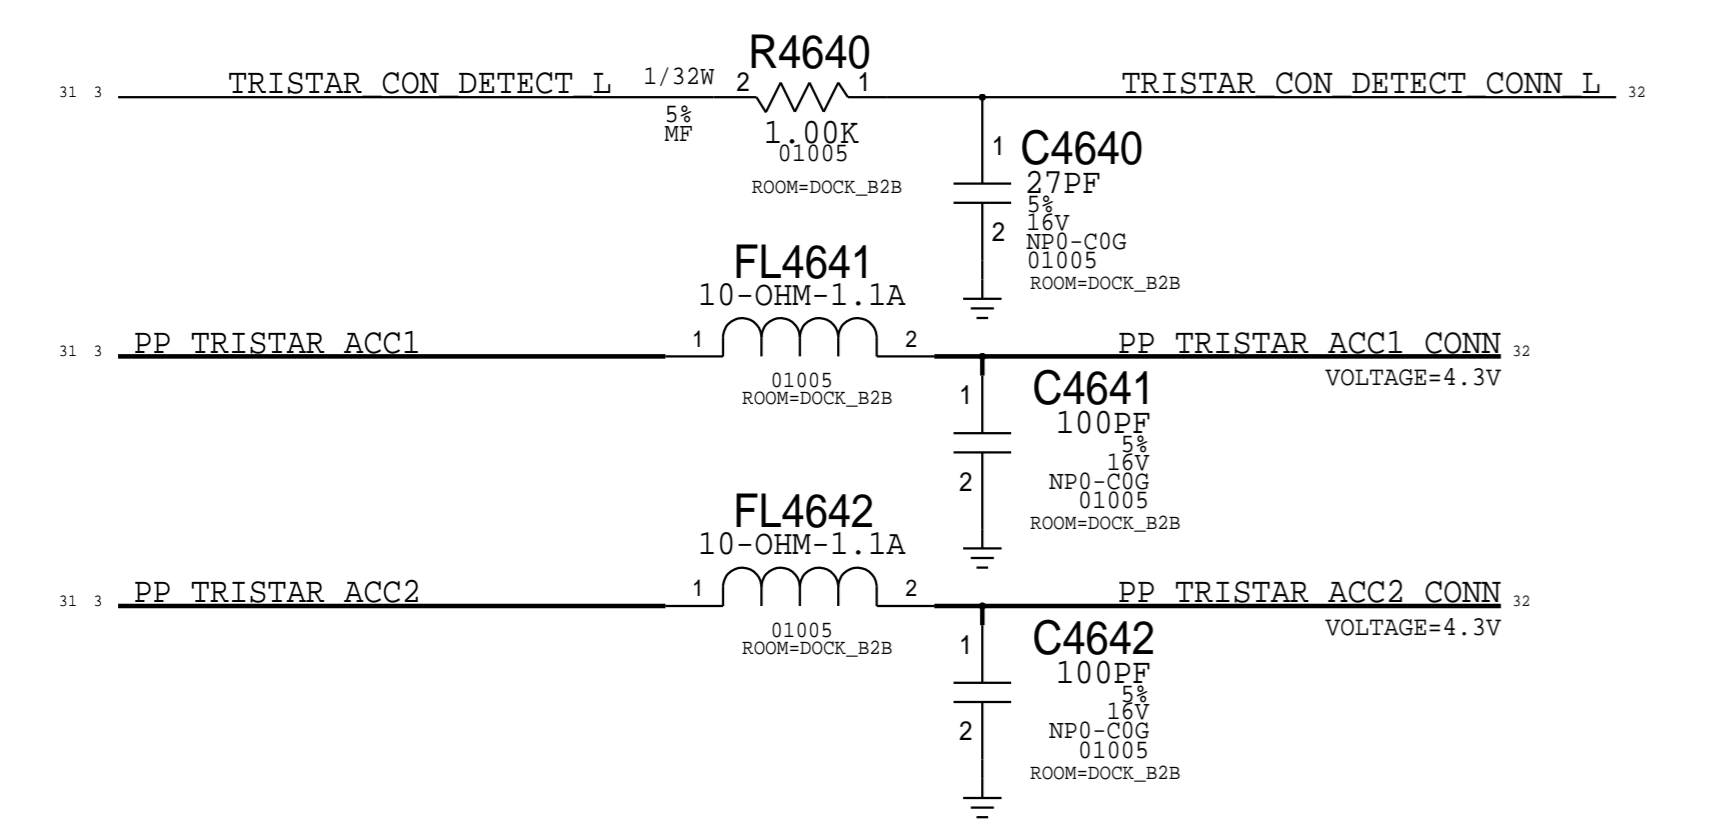 R4640
31 3 TRISTAR_CON_DETECT_L 1/32W 2 1 TRISTAR_CON_DETECT_CONN_L 32
5%
MF
1.00K
01005
ROOM=DOCK_B2B
1 C4640
27PF
5%
16V
2 NP0-C0G
01005
ROOM=DOCK_B2B
FL4641
10-OHM-1.1A
31 3 PP_TRISTAR_ACC1 1 2 PP_TRISTAR_ACC1_CONN 32
VOLTAGE=4.3V
01005
ROOM=DOCK_B2B
1 C4641
100PF
5%
16V
2 NP0-C0G
01005
ROOM=DOCK_B2B
FL4642
10-OHM-1.1A
31 3 PP_TRISTAR_ACC2 1 2 PP_TRISTAR_ACC2_CONN 32
VOLTAGE=4.3V
01005
ROOM=DOCK_B2B
1 C4642
100PF
5%
16V
2 NP0-C0G
01005
ROOM=DOCK_B2B